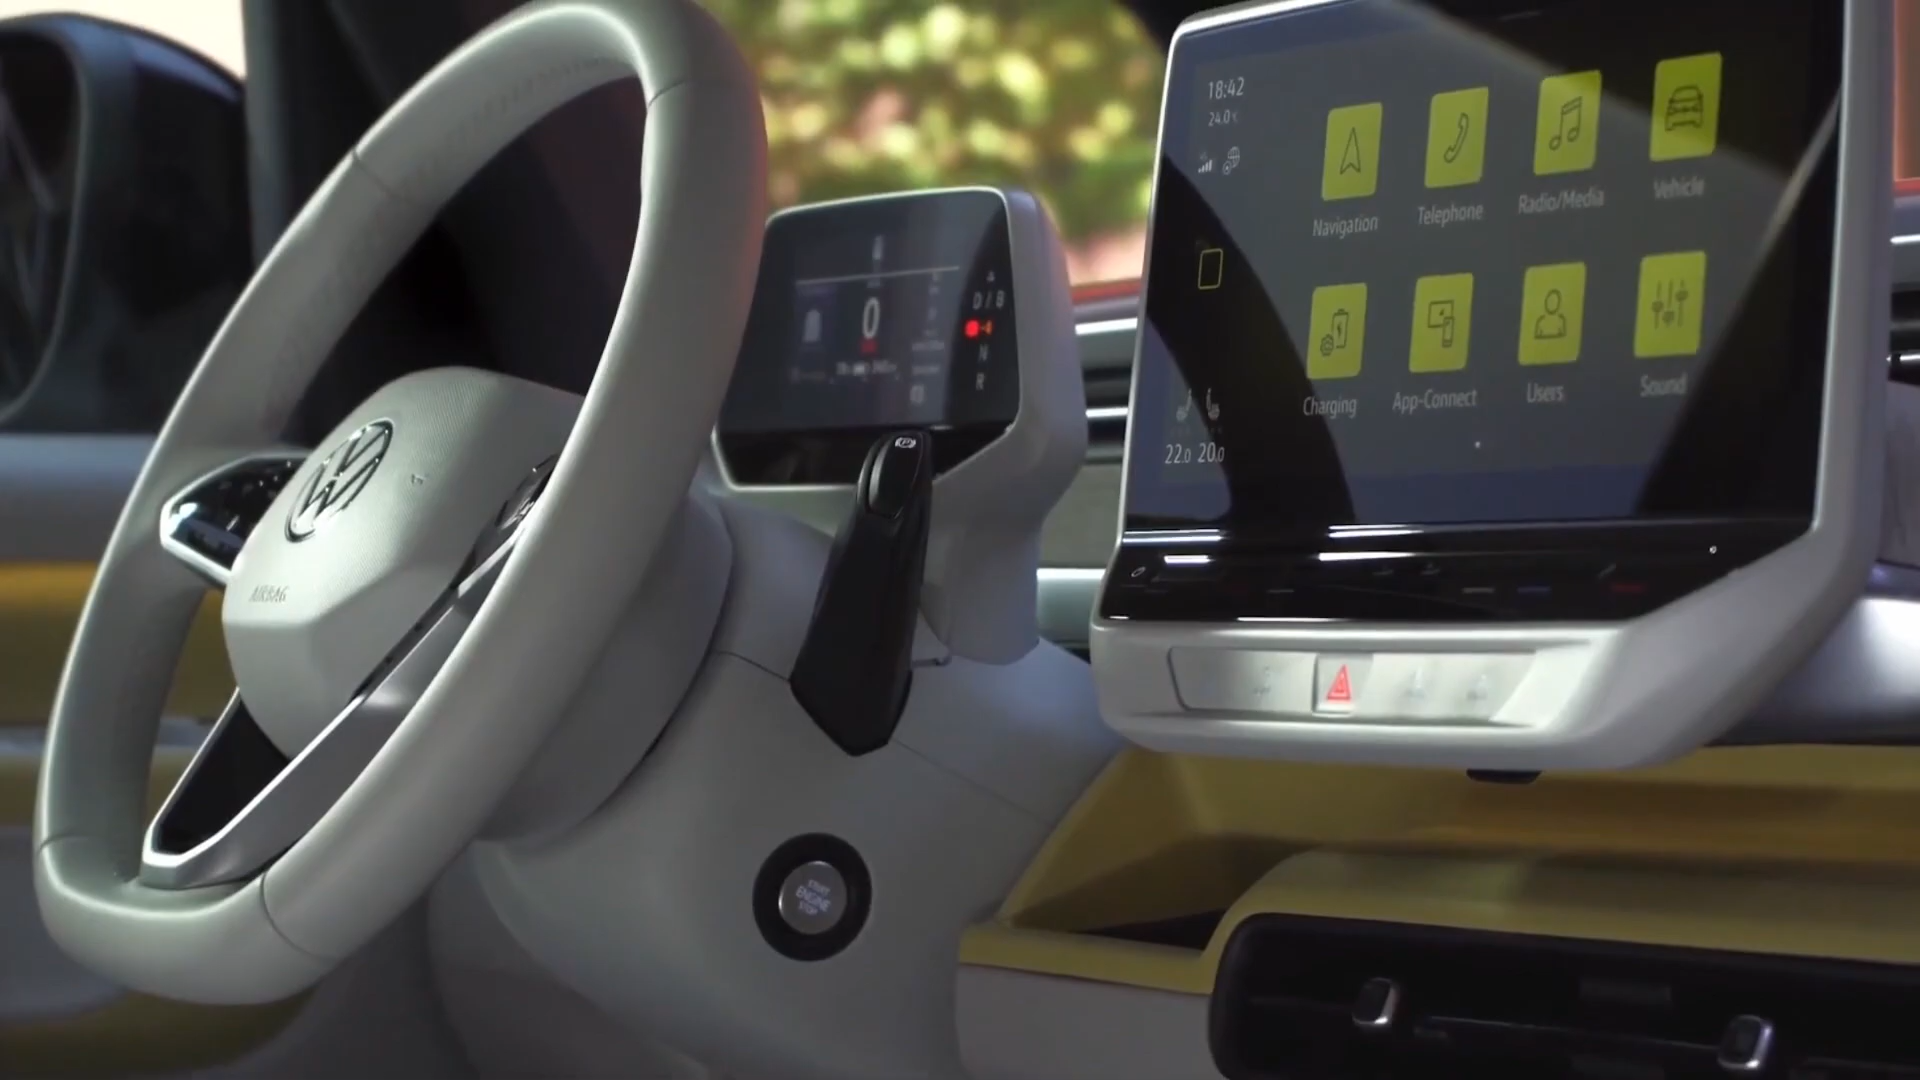 18:42
24.0
Navigation
Telephone
Radio/Media
Vehicle
Charging
App-Connect
Users
Sound
22.0 20.0
0
D / B
N
R
AIRBAG
START
ENGINE
STOP